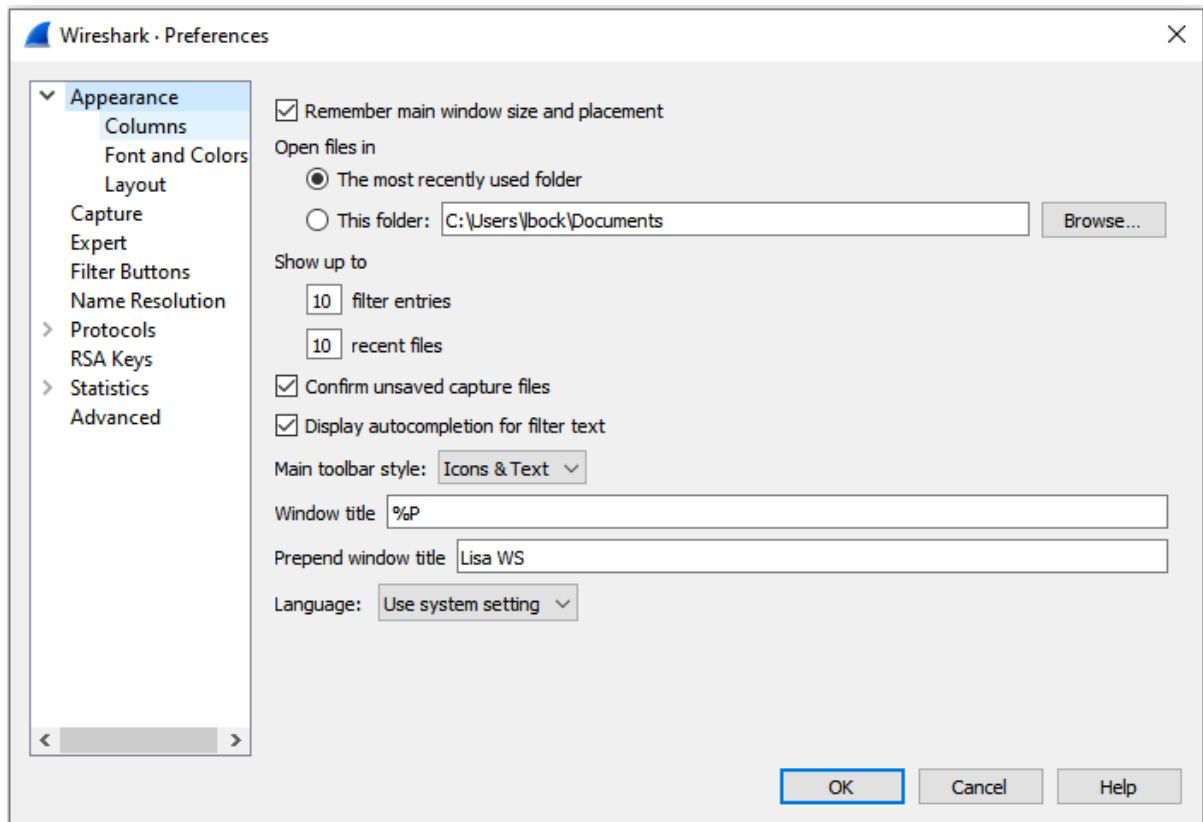 Wireshark · Preferences
Appearance
Columns
Font and Colors
Layout
Capture
Expert
Filter Buttons
Name Resolution
Protocols
RSA Keys
Statistics
Advanced
Remember main window size and placement
Open files in
The most recently used folder
This folder: C:\Users\lbock\Documents Browse...
Show up to
10 filter entries
10 recent files
Confirm unsaved capture files
Display autocompletion for filter text
Main toolbar style: Icons & Text
Window title %P
Prepend window title Lisa WS
Language: Use system setting
OK Cancel Help